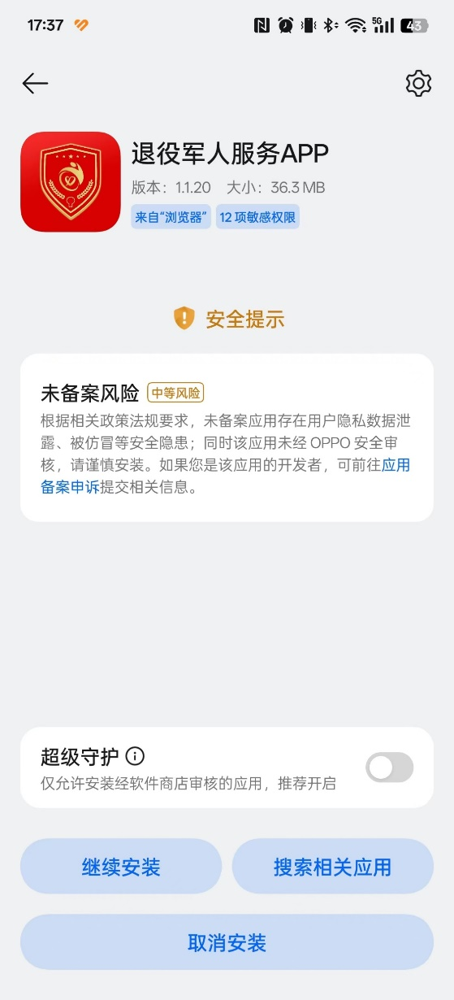 17:37
5G
43
退役军人服务APP
版本：1.1.20 大小：36.3 MB
来自“浏览器” 12 项敏感权限
安全提示
未备案风险 中等风险
根据相关政策法规要求，未备案应用存在用户隐私数据泄
露、被仿冒等安全隐患；同时该应用未经 OPPO 安全审
核，请谨慎安装。如果您是该应用的开发者，可前往应用
备案申诉提交相关信息。
超级守护
仅允许安装经软件商店审核的应用，推荐开启
继续安装 搜索相关应用
取消安装